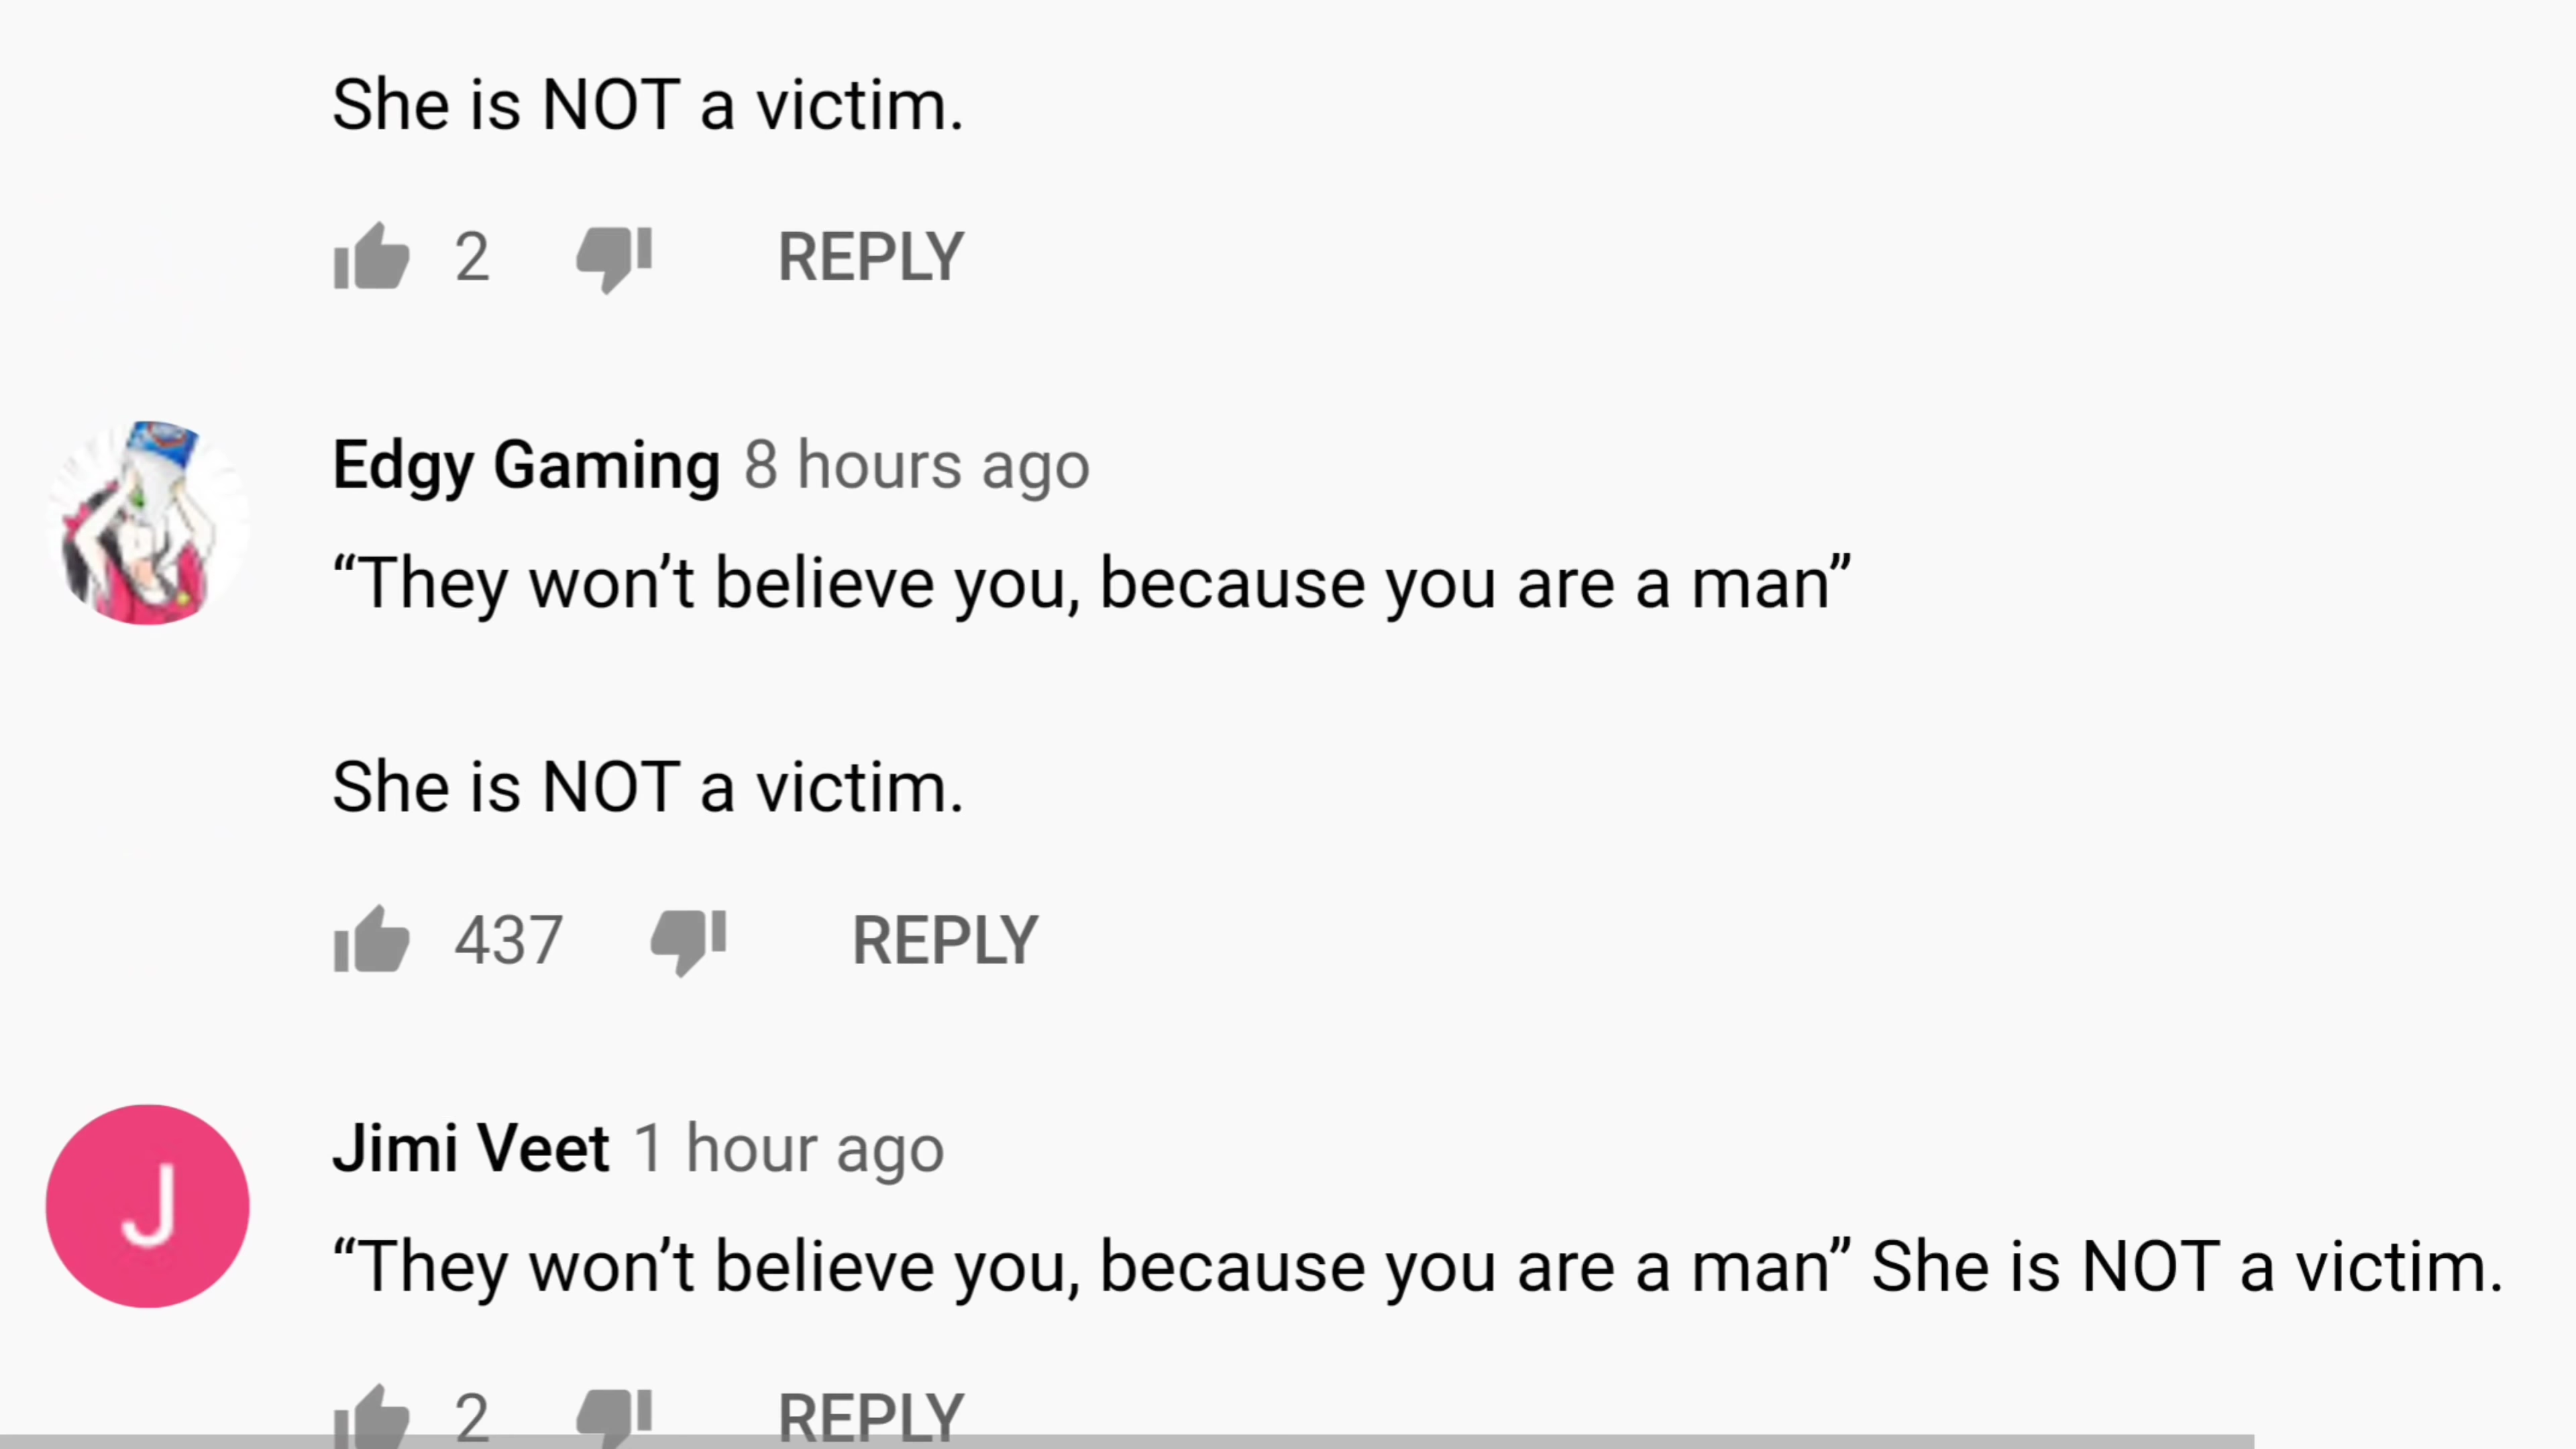 She is NOT a victim.
2 REPLY
Edgy Gaming 8 hours ago
“They won’t believe you, because you are a man”
She is NOT a victim.
437 REPLY
J
Jimi Veet 1 hour ago
“They won’t believe you, because you are a man” She is NOT a victim.
2 REPLY